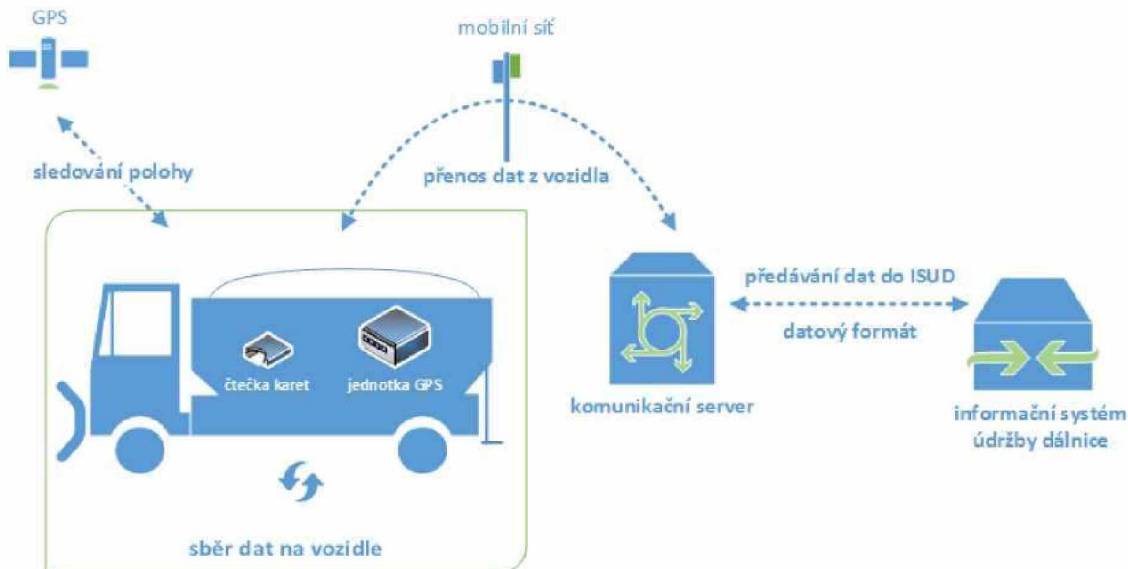 GPS
mobilní síť
sledování polohy
přenos dat z vozidla
předávání dat do ISUD
datový formát
čtečka karet
jednotka GPS
komunikační server
informační systém
údržby dálnice
sběr dat na vozidle